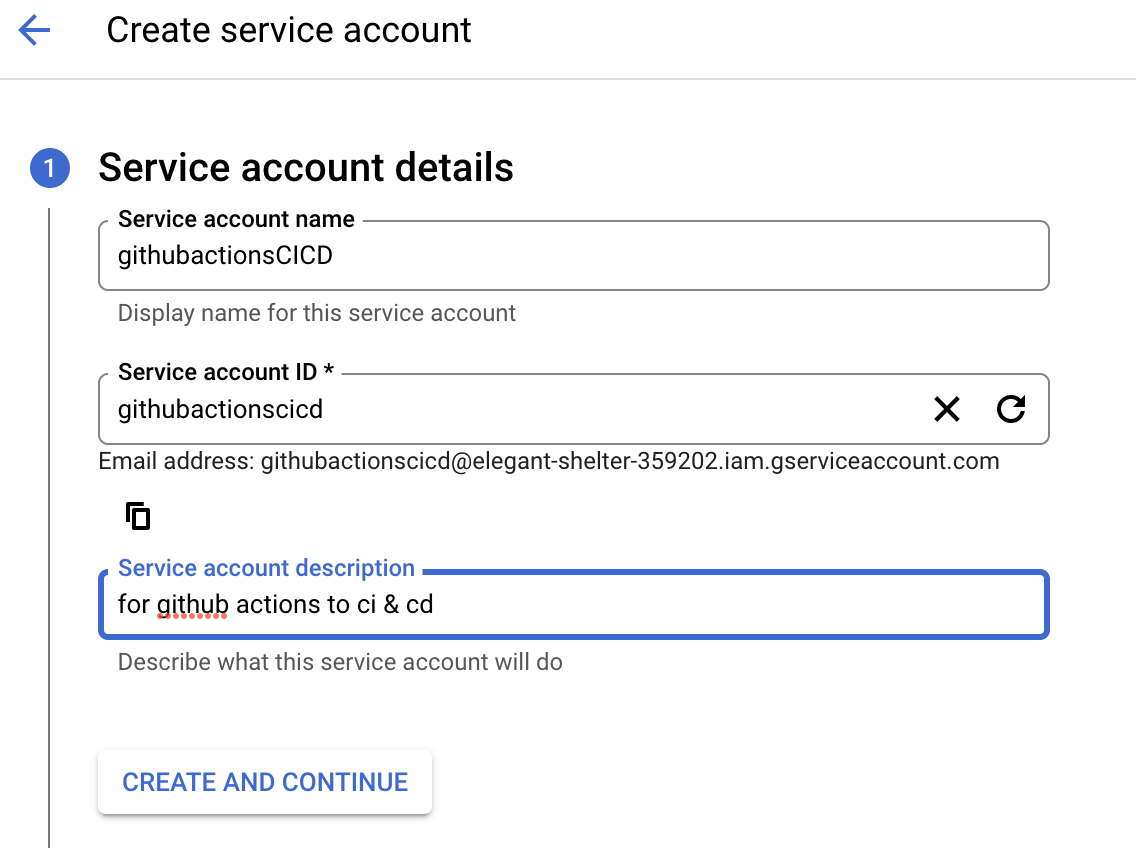 Create service account
1 Service account details
Service account name
githubactionsCICD
Display name for this service account
Service account ID *
githubactionscicd
Email address: githubactionscicd@elegant-shelter-359202.iam.gserviceaccount.com
Service account description
for github actions to ci & cd
Describe what this service account will do
CREATE AND CONTINUE